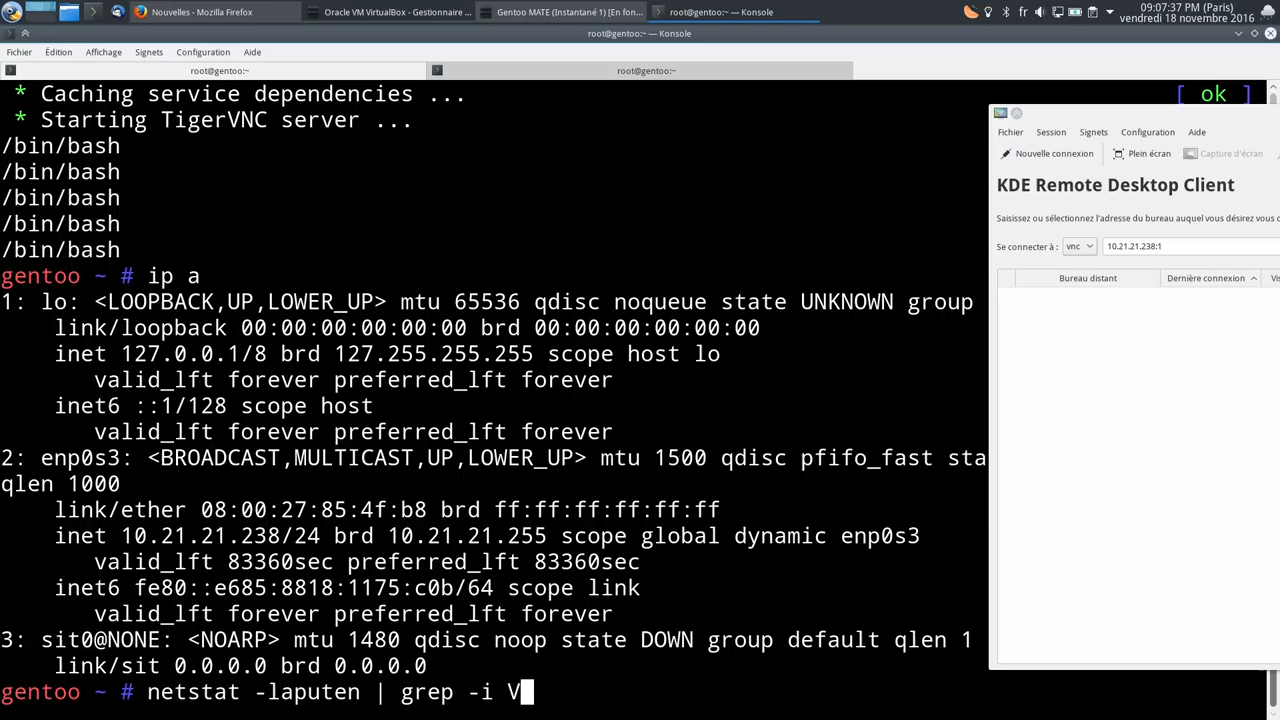 Nouvelles - Mozilla Firefox
Oracle VM VirtualBox - Gestionnaire ...
Gentoo MATE (Instantané 1) [En fon...
root@gentoo:~ — Konsole
fr
09:07:37 PM (Paris)
vendredi 18 novembre 2016
root@gentoo:~ — Konsole
Fichier Édition Affichage Signets Configuration Aide
root@gentoo:~
root@gentoo:~
* Caching service dependencies ... [ ok ]
* Starting TigerVNC server ...
/bin/bash
/bin/bash
/bin/bash
/bin/bash
/bin/bash
gentoo ~ # ip a
1: lo: <LOOPBACK,UP,LOWER_UP> mtu 65536 qdisc noqueue state UNKNOWN group
link/loopback 00:00:00:00:00:00 brd 00:00:00:00:00:00
inet 127.0.0.1/8 brd 127.255.255.255 scope host lo
valid_lft forever preferred_lft forever
inet6 ::1/128 scope host
valid_lft forever preferred_lft forever
2: enp0s3: <BROADCAST,MULTICAST,UP,LOWER_UP> mtu 1500 qdisc pfifo_fast sta
qlen 1000
link/ether 08:00:27:85:4f:b8 brd ff:ff:ff:ff:ff:ff
inet 10.21.21.238/24 brd 10.21.21.255 scope global dynamic enp0s3
valid_lft 83360sec preferred_lft 83360sec
inet6 fe80::e685:8818:1175:c0b/64 scope link
valid_lft forever preferred_lft forever
3: sit0@NONE: <NOARP> mtu 1480 qdisc noop state DOWN group default qlen 1
link/sit 0.0.0.0 brd 0.0.0.0
gentoo ~ # netstat -laputen | grep -i V
Fichier Session Signets Configuration Aide
Nouvelle connexion Plein écran Capture d'écran
KDE Remote Desktop Client
Saisissez ou sélectionnez l'adresse du bureau auquel vous désirez vous c
Se connecter à : vnc 10.21.21.238:1
Bureau distant Dernière connexion Vis